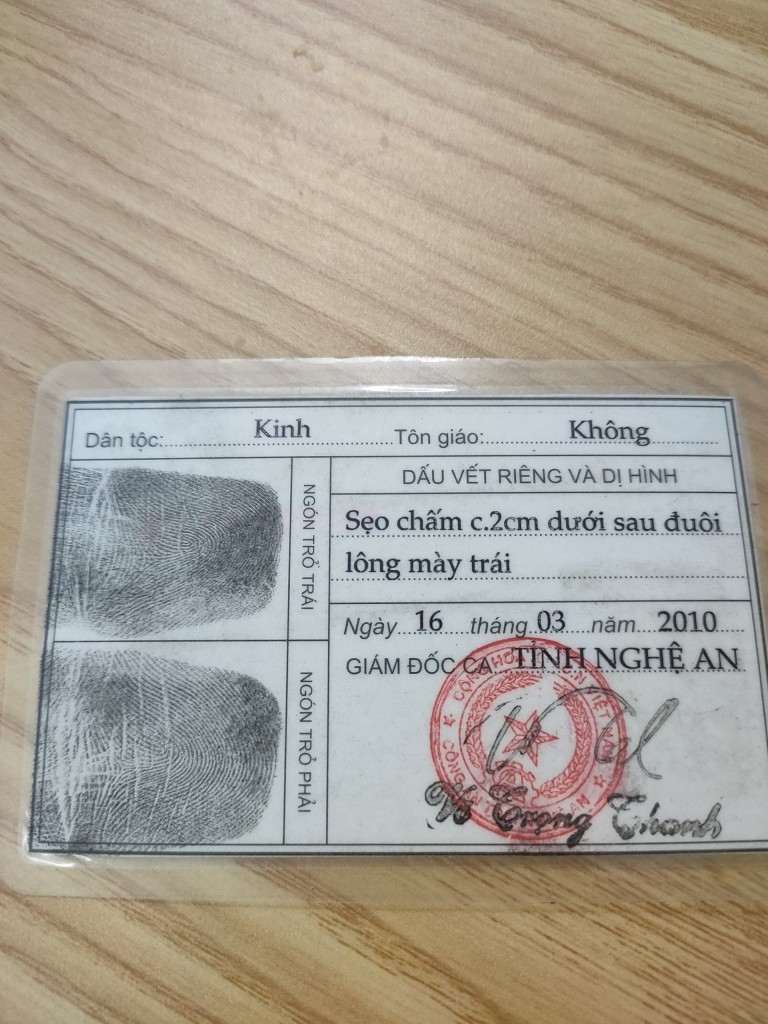 Dân tộc: Kinh Tôn giáo: Không
NGÓN TRỎ TRÁI
NGÓN TRỎ PHẢI
DẤU VẾT RIÊNG VÀ DỊ HÌNH
Sẹo chấm c.2cm dưới sau đuôi
lông mày trái
Ngày 16 tháng 03 năm 2010
GIÁM ĐỐC CA TỈNH NGHỆ AN
Trọng Thanh